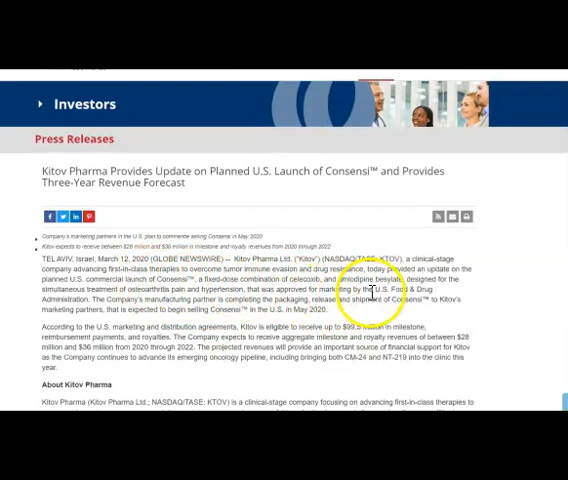 Investors
Press Releases
Kitov Pharma Provides Update on Planned U.S. Launch of Consensi™ and Provides
Three-Year Revenue Forecast
Company's marketing partners in the U.S. plan to commence selling Consensi in May 2020
Kitov expects to receive between $28 million and $36 million in milestone and royalty revenues from 2020 through 2022
TEL AVIV, Israel, March 12, 2020 (GLOBE NEWSWIRE) -- Kitov Pharma Ltd. ("Kitov") (NASDAQ/TASE: KTOV), a clinical-stage
company advancing first-in-class therapies to overcome tumor immune evasion and drug resistance, today provided an update on the
planned U.S. commercial launch of Consensi™, a fixed-dose combination of celecoxib, and amlodipine besylate, designed for the
simultaneous treatment of osteoarthritis pain and hypertension, that was approved for marketing by the U.S. Food & Drug
Administration. The Company's manufacturing partner is completing the packaging, release and shipment of Consensi™ to Kitov's
marketing partners, that is expected to begin selling Consensi™ in the U.S. in May 2020.
According to the U.S. marketing and distribution agreements, Kitov is eligible to receive up to $99.5 million in milestone,
reimbursement payments, and royalties. The Company expects to receive aggregate milestone and royalty revenues of between $28
million and $36 million from 2020 through 2022. The projected revenues will provide an important source of financial support for Kitov
as the Company continues to advance its emerging oncology pipeline, including bringing both CM-24 and NT-219 into the clinic this
year.
About Kitov Pharma
Kitov Pharma (Kitov Pharma Ltd.; NASDAQ/TASE: KTOV) is a clinical-stage company focusing on advancing first-in-class therapies to